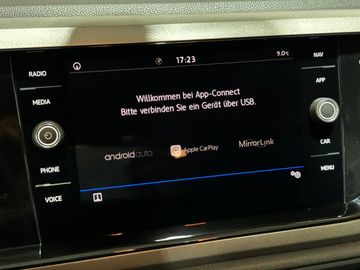 RADIO
MEDIA
PHONE
VOICE
17:23
9.0°C
Willkommen bei App-Connect
Bitte verbinden Sie ein Gerät über USB.
androidauto
Apple CarPlay
MirrorLink
NAV
APP
CAR
MENU